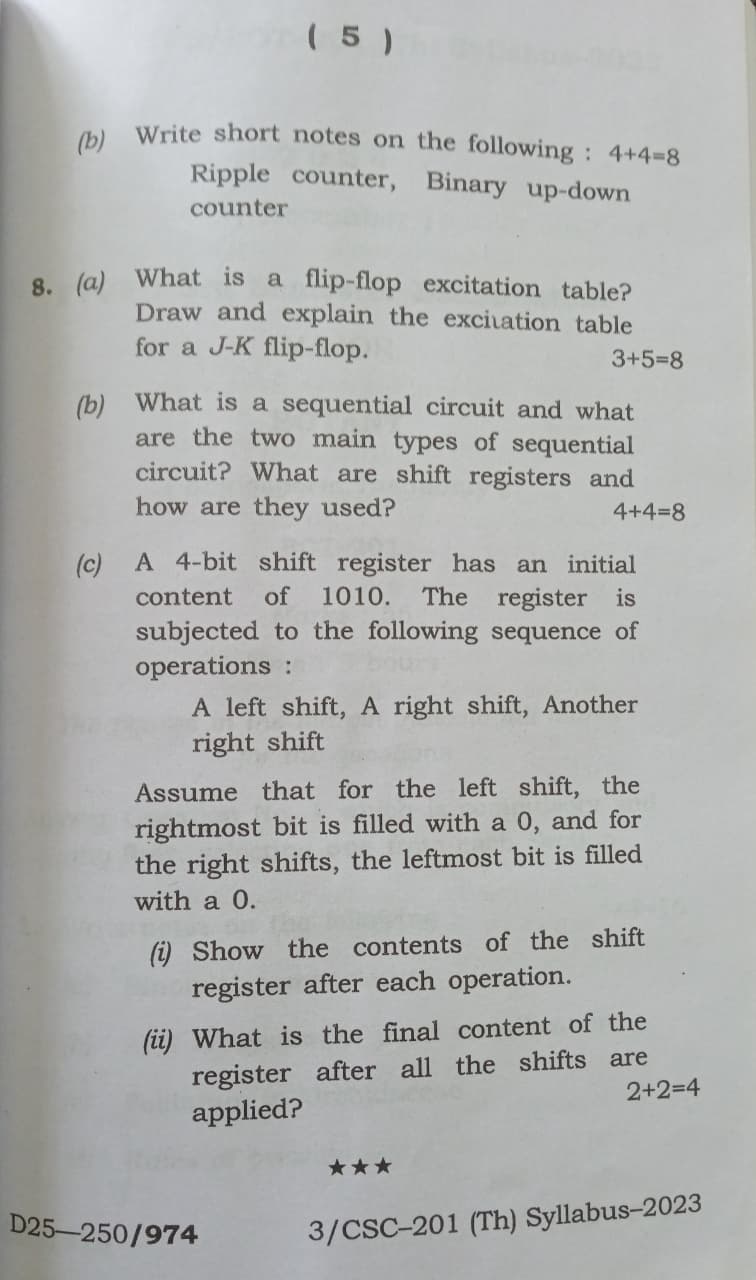 ( 5 )
(b) Write short notes on the following : 4+4=8
Ripple counter, Binary up-down
counter
8. (a) What is a flip-flop excitation table?
Draw and explain the excitation table
for a J-K flip-flop. 3+5=8
(b) What is a sequential circuit and what
are the two main types of sequential
circuit? What are shift registers and
how are they used? 4+4=8
(c) A 4-bit shift register has an initial
content of 1010. The register is
subjected to the following sequence of
operations :
A left shift, A right shift, Another
right shift
Assume that for the left shift, the
rightmost bit is filled with a 0, and for
the right shifts, the leftmost bit is filled
with a 0.
(i) Show the contents of the shift
register after each operation.
(ii) What is the final content of the
register after all the shifts are
applied? 2+2=4
★★★
D25—250/974 3/CSC–201 (Th) Syllabus–2023